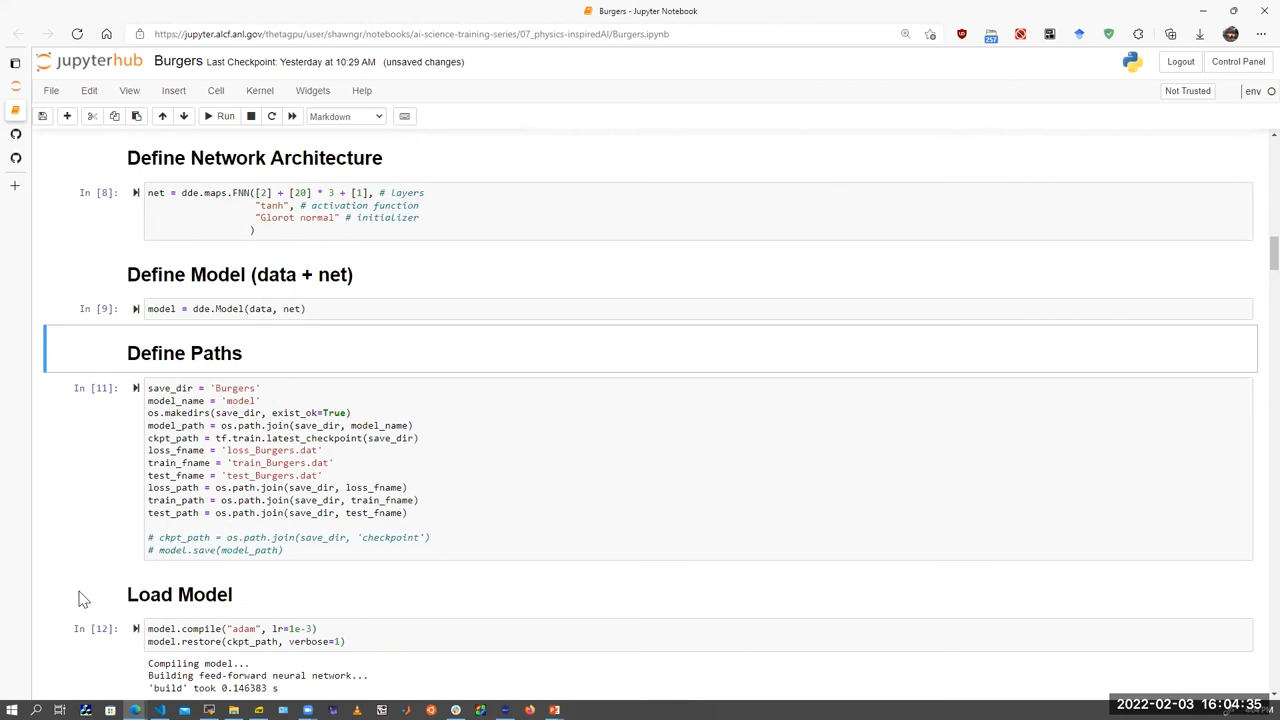 Burgers - Jupyter Notebook
https://jupyter.alcf.anl.gov/thetagpu/user/shawngr/notebooks/ai-science-training-series/07_physics-inspiredAI/Burgers.ipynb
257
jupyterhub Burgers Last Checkpoint: Yesterday at 10:29 AM (unsaved changes) Logout Control Panel
File Edit View Insert Cell Kernel Widgets Help Not Trusted env
Run Markdown
Define Network Architecture
In [8]: net = dde.maps.FNN([2] + [20] * 3 + [1], # layers
"tanh", # activation function
"Glorot normal" # initializer
)
Define Model (data + net)
In [9]: model = dde.Model(data, net)
Define Paths
In [11]: save_dir = 'Burgers'
model_name = 'model'
os.makedirs(save_dir, exist_ok=True)
model_path = os.path.join(save_dir, model_name)
ckpt_path = tf.train.latest_checkpoint(save_dir)
loss_fname = 'loss_Burgers.dat'
train_fname = 'train_Burgers.dat'
test_fname = 'test_Burgers.dat'
loss_path = os.path.join(save_dir, loss_fname)
train_path = os.path.join(save_dir, train_fname)
test_path = os.path.join(save_dir, test_fname)
# ckpt_path = os.path.join(save_dir, 'checkpoint')
# model.save(model_path)
Load Model
In [12]: model.compile("adam", lr=1e-3)
model.restore(ckpt_path, verbose=1)
Compiling model...
Building feed-forward neural network...
'build' took 0.146383 s
2022-02-03 16:04:35